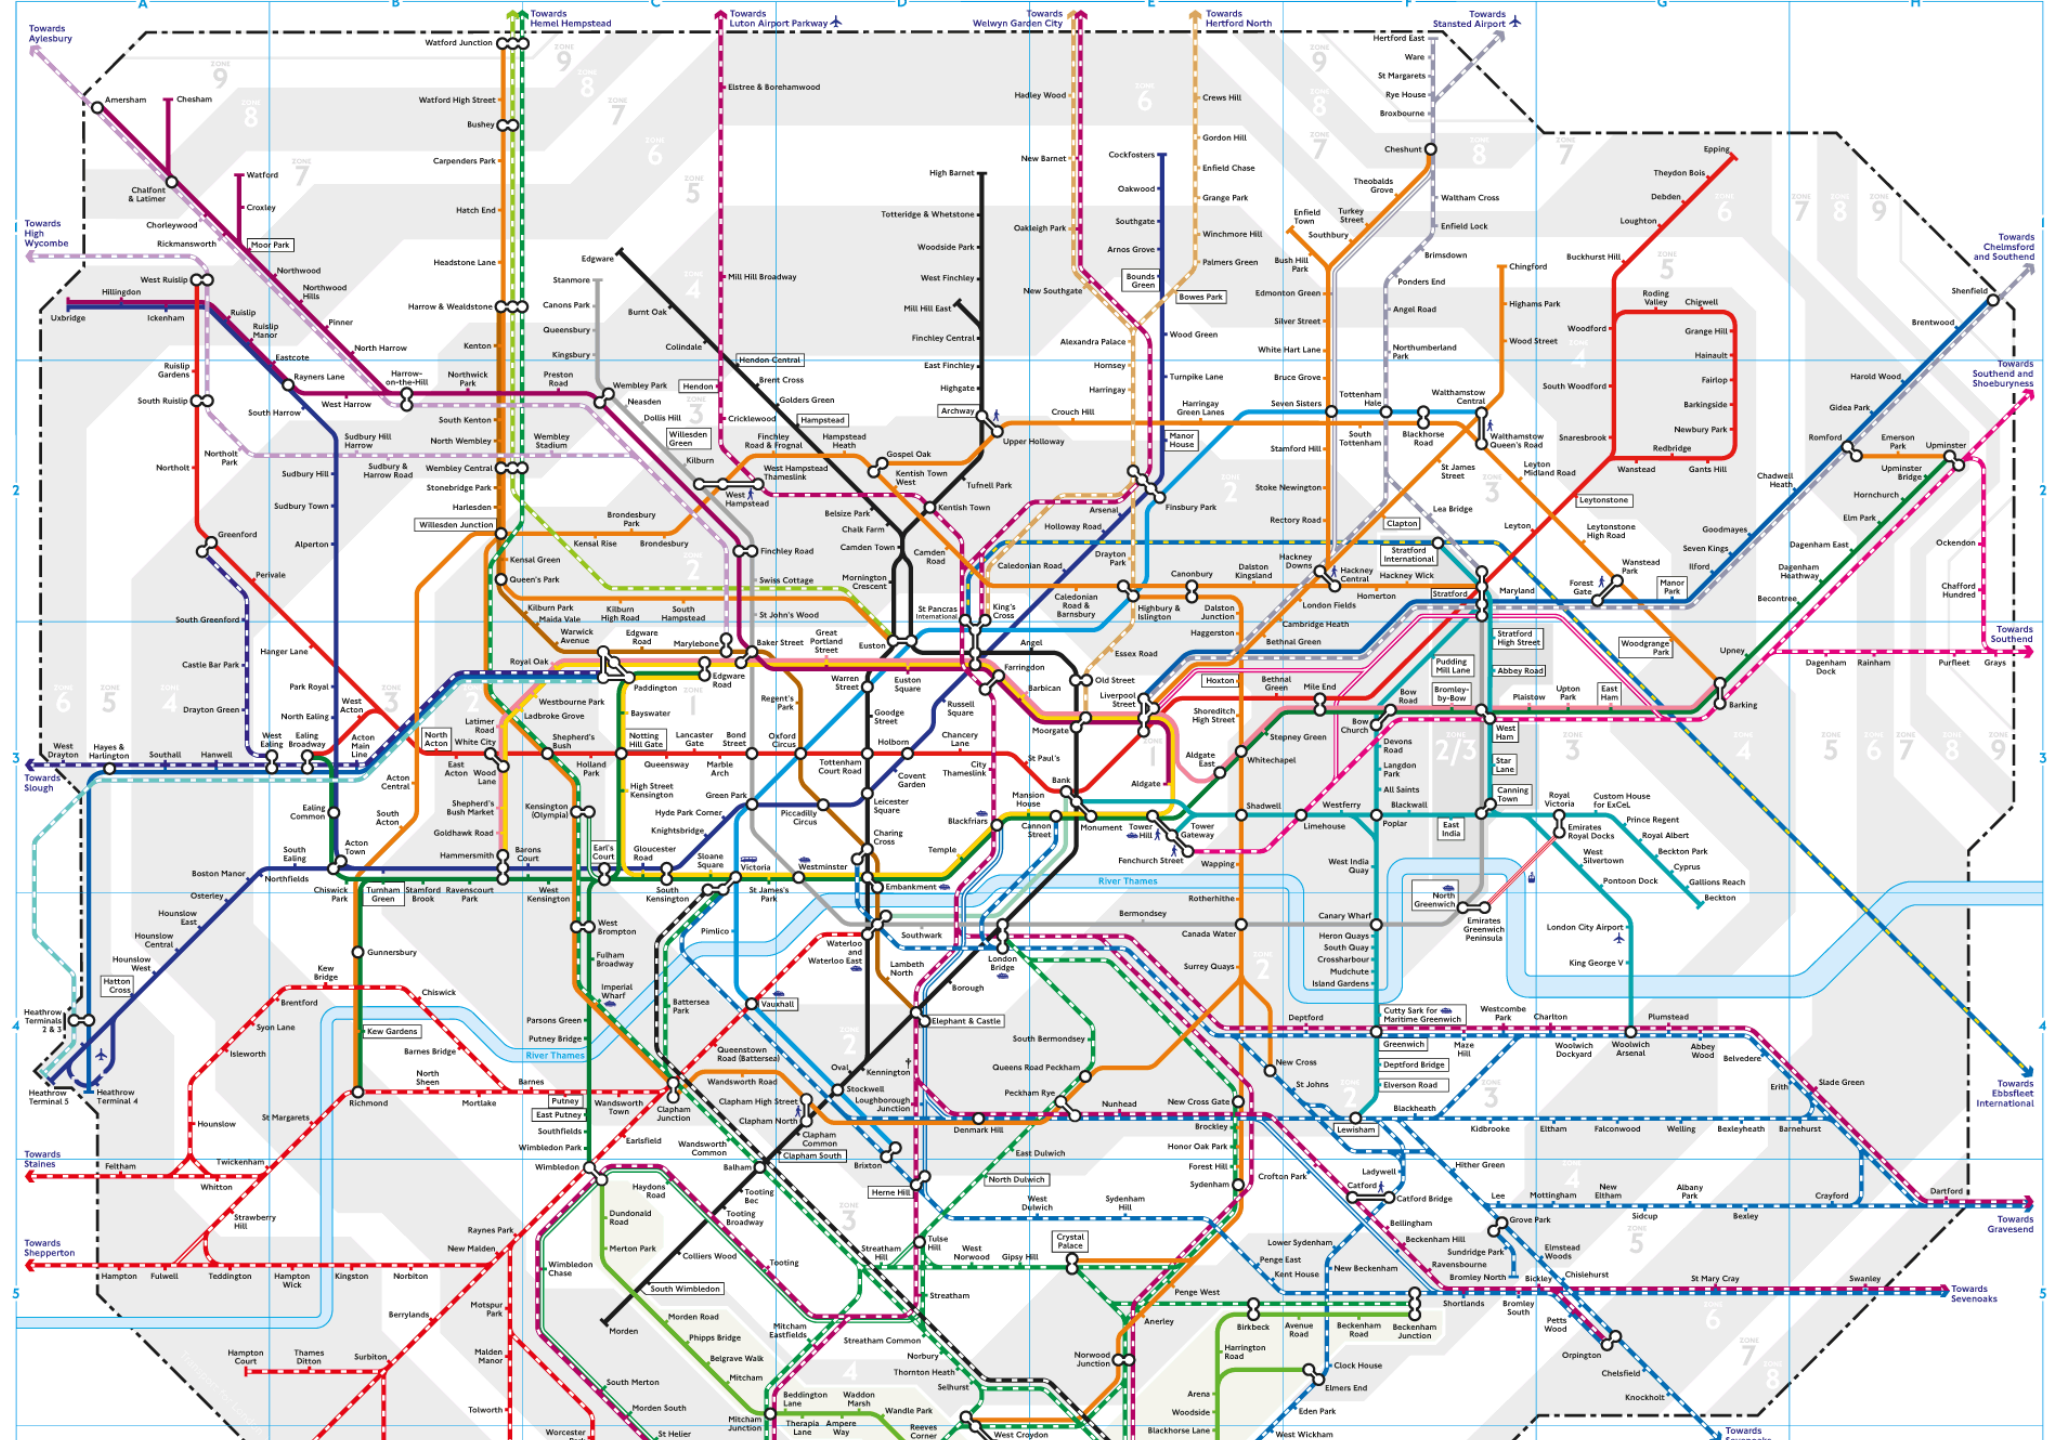 A
B
C
D
E
F
G
H
Towards
Aylesbury
Towards
Hemel Hempstead
Towards
Luton Airport Parkway
Towards
Welwyn Garden City
Towards
Hertford North
Towards
Stansted Airport
Watford Junction
Watford High Street
Bushey
Carpenders Park
Hatch End
Headstone Lane
Harrow & Wealdstone
Kenton
Amersham
Chesham
Chalfont
& Latimer
Watford
Croxley
Chorleywood
Rickmansworth
Moor Park
Northwood
Northwood
Hills
Pinner
North Harrow
Towards
High
Wycombe
West Ruislip
Hillingdon
Uxbridge
Ickenham
Ruislip
Ruislip
Manor
Eastcote
Rayners Lane
Ruislip
Gardens
South Ruislip
Northolt
Northolt
Park
West Harrow
Harrow-
on-the-Hill
Northwick
Park
Preston
Road
South Harrow
Sudbury Hill
Harrow
Sudbury &
Harrow Road
Sudbury Hill
Sudbury Town
Alperton
South Kenton
North Wembley
Wembley Central
Stonebridge Park
Harlesden
Willesden Junction
Kensal Green
Queen's Park
Wembley
Stadium
Stanmore
Canons Park
Queensbury
Kingsbury
Wembley Park
Neasden
Dollis Hill
Willesden
Green
Kilburn
Edgware
Burnt Oak
Colindale
Hendon Central
Brent Cross
Golders Green
Hampstead
Belsize Park
Chalk Farm
Camden Town
Mornington
Crescent
Elstree & Borehamwood
Mill Hill Broadway
Hendon
Cricklewood
West Hampstead
Thameslink
West
Hampstead
Finchley
Road & Frognal
Hampstead
Heath
Gospel Oak
Kentish Town
West
Kentish Town
Tufnell Park
High Barnet
Totteridge & Whetstone
Woodside Park
West Finchley
Mill Hill East
Finchley Central
East Finchley
Highgate
Archway
Upper Holloway
Crouch Hill
Harringay
Green Lanes
Hadley Wood
New Barnet
Oakleigh Park
New Southgate
Cockfosters
Oakwood
Southgate
Arnos Grove
Bounds
Green
Wood Green
Turnpike Lane
Manor
House
Finsbury Park
Arsenal
Holloway Road
Caledonian Road
Crews Hill
Gordon Hill
Enfield Chase
Grange Park
Winchmore Hill
Palmers Green
Bowes Park
Alexandra Palace
Hornsey
Harringay
Drayton
Park
Enfield
Town
Bush Hill
Park
Southbury
Turkey
Street
Theobalds
Grove
Cheshunt
Hertford East
Ware
St Margarets
Rye House
Broxbourne
Waltham Cross
Enfield Lock
Brimsdown
Ponders End
Angel Road
Northumberland
Park
Tottenham
Hale
Edmonton Green
Silver Street
White Hart Lane
Bruce Grove
Seven Sisters
Stamford Hill
Stoke Newington
Rectory Road
Hackney
Downs
Hackney
Central
South
Tottenham
Blackhorse
Road
Walthamstow
Central
Walthamstow
Queen's Road
St James
Street
Clapton
Lea Bridge
Leyton
Midland Road
Leyton
Chingford
Highams Park
Wood Street
Epping
Theydon Bois
Debden
Loughton
Buckhurst Hill
Roding
Valley
Chigwell
Woodford
Grange Hill
Hainault
Fairlop
Barkingside
Newbury Park
South Woodford
Snaresbrook
Wanstead
Redbridge
Gants Hill
Leytonstone
Leytonstone
High Road
Wanstead
Park
Forest
Gate
Manor
Park
Woodgrange
Park
Maryland
Towards
Chelmsford
and Southend
Shenfield
Brentwood
Harold Wood
Gidea Park
Romford
Emerson
Park
Upminster
Upminster
Bridge
Hornchurch
Elm Park
Dagenham East
Dagenham
Heathway
Becontree
Upney
Barking
Chadwell
Heath
Goodmayes
Seven Kings
Ilford
Ockendon
Chafford
Hundred
Towards
Southend and
Shoeburyness
Towards
Southend
Dagenham
Dock
Rainham
Purfleet
Grays
Greenford
Perivale
Hanger Lane
South Greenford
Castle Bar Park
Drayton Green
Park Royal
North Ealing
West
Acton
West
Ealing
Ealing
Broadway
Acton
Main
Line
North
Acton
West
Drayton
Hayes &
Harlington
Southall
Hanwell
Towards
Slough
Ealing
Common
South
Ealing
Acton
Town
Northfields
Boston Manor
Osterley
Hounslow
East
Hounslow
Central
Hounslow
West
Hatton
Cross
Heathrow
Terminals
2 & 3
Heathrow
Terminal 5
Heathrow
Terminal 4
Acton
Central
South
Acton
Chiswick
Park
Turnham
Green
Stamford
Brook
Ravenscourt
Park
Gunnersbury
Kew Gardens
Richmond
Brondesbury
Park
Kensal Rise
Brondesbury
Finchley Road
Swiss Cottage
St John's Wood
Kilburn
High Road
South
Hampstead
Kilburn Park
Maida Vale
Warwick
Avenue
Edgware
Road
Marylebone
Baker Street
Great
Portland
Street
Euston
Royal Oak
Westbourne Park
Ladbroke Grove
Latimer
Road
White City
Wood
Lane
East
Acton
Shepherd's
Bush
Shepherd's
Bush
Market
Goldhawk Road
Hammersmith
Barons
Court
West
Kensington
Paddington
Edgware
Road
Bayswater
Notting
Hill Gate
Holland
Park
Queensway
Lancaster
Gate
Marble
Arch
Bond
Street
Oxford
Circus
Regent's
Park
Warren
Street
Euston
Square
Goodge
Street
Russell
Square
Tottenham
Court Road
Holborn
Chancery
Lane
Covent
Garden
Leicester
Square
Piccadilly
Circus
Charing
Cross
Green Park
Hyde Park Corner
Knightsbridge
High Street
Kensington
Kensington
(Olympia)
Earl's
Court
Gloucester
Road
South
Kensington
Sloane
Square
Victoria
St James's
Park
Westminster
Embankment
Temple
Blackfriars
Mansion
House
Cannon
Street
Monument
Bank
Tower
Hill
Tower
Gateway
Fenchurch Street
Camden
Road
St Pancras
International
King's
Cross
Angel
Farringdon
Barbican
Moorgate
Old Street
Liverpool
Street
City
Thameslink
St Paul's
Aldgate
Aldgate
East
Essex Road
Caledonian
Road &
Barnsbury
Highbury &
Islington
Canonbury
Dalston
Kingsland
Dalston
Junction
Haggerston
Hoxton
Shoreditch
High Street
Whitechapel
Homerton
Hackney Wick
London Fields
Cambridge Heath
Bethnal Green
Bethnal
Green
Mile End
Stepney Green
Bow
Road
Bow
Church
Bromley-
by-Bow
Stratford
International
Stratford
Stratford
High Street
Abbey Road
Pudding
Mill Lane
Plaistow
Upton
Park
East
Ham
West
Ham
Star
Lane
Canning
Town
Devons
Road
Langdon
Park
All Saints
Shadwell
Limehouse
Westferry
Poplar
Blackwall
East
India
Royal
Victoria
Custom House
for ExCeL
Prince Regent
Royal Albert
Beckton Park
Cyprus
Gallions Reach
Beckton
Emirates
Royal Docks
West
Silvertown
Pontoon Dock
London City Airport
King George V
Woolwich
Arsenal
West India
Quay
Canary Wharf
Heron Quays
South Quay
Crossharbour
Mudchute
Island Gardens
Cutty Sark for
Maritime Greenwich
Greenwich
Deptford Bridge
Elverson Road
Lewisham
North
Greenwich
Emirates
Greenwich
Peninsula
Wapping
Rotherhithe
Canada Water
Surrey Quays
Bermondsey
London
Bridge
Southwark
Waterloo
and
Waterloo East
Lambeth
North
Borough
Elephant & Castle
Kennington
Oval
Stockwell
Pimlico
Vauxhall
Battersea
Park
River Thames
River Thames
West
Brompton
Fulham
Broadway
Imperial
Wharf
Parsons Green
Putney Bridge
East Putney
Putney
Southfields
Wimbledon Park
Wimbledon
Queenstown
Road (Battersea)
Wandsworth Road
Clapham
Junction
Clapham High Street
Clapham North
Clapham
Common
Clapham South
Balham
Tooting
Bec
Tooting
Broadway
Colliers Wood
South Wimbledon
Morden
Brixton
Loughborough
Junction
Denmark Hill
Peckham Rye
Queens Road Peckham
South Bermondsey
Nunhead
New Cross Gate
New Cross
Brockley
Honor Oak Park
Forest Hill
Sydenham
Crofton Park
Catford
Catford Bridge
Ladywell
St Johns
Deptford
Maze
Hill
Westcombe
Park
Charlton
Woolwich
Dockyard
Plumstead
Abbey
Wood
Belvedere
Erith
Slade Green
Blackheath
Kidbrooke
Eltham
Falconwood
Welling
Bexleyheath
Barnehurst
Hither Green
Lee
Mottingham
New
Eltham
Sidcup
Albany
Park
Bexley
Crayford
Dartford
Towards
Ebbsfleet
International
Towards
Gravesend
Kew
Bridge
Brentford
Syon Lane
Isleworth
Hounslow
Chiswick
Barnes Bridge
North
Sheen
Mortlake
Barnes
Wandsworth
Town
St Margarets
Twickenham
Whitton
Feltham
Towards
Staines
Strawberry
Hill
Towards
Shepperton
Hampton
Fulwell
Teddington
Hampton
Wick
Kingston
Norbiton
New Malden
Raynes Park
Berrylands
Surbiton
Thames
Ditton
Hampton
Court
Motspur
Park
Malden
Manor
Tolworth
Worcester
Earlsfield
Wandsworth
Common
Haydons
Road
Wimbledon
Chase
South Merton
Morden South
St Helier
Dundonald
Road
Merton Park
Morden Road
Phipps Bridge
Belgrave Walk
Mitcham
Mitcham
Junction
Tooting
Mitcham
Eastfields
Beddington
Lane
Therapia
Lane
Waddon
Marsh
Ampere
Way
Wandle Park
Reeves
Corner
West Croydon
Herne Hill
North Dulwich
East Dulwich
West
Dulwich
Sydenham
Hill
Tulse
Hill
Streatham
Hill
West
Norwood
Gipsy Hill
Crystal
Palace
Streatham
Streatham Common
Norbury
Thornton Heath
Selhurst
Norwood
Junction
Anerley
Penge West
Penge East
Kent House
Lower Sydenham
New Beckenham
Birkbeck
Avenue
Road
Beckenham
Road
Beckenham
Junction
Harrington
Road
Arena
Woodside
Blackhorse Lane
Clock House
Elmers End
Eden Park
West Wickham
Bellingham
Beckenham Hill
Ravensbourne
Shortlands
Bromley
South
Bromley North
Sundridge Park
Grove Park
Elmstead
Woods
Chislehurst
Bickley
Petts
Wood
Orpington
Chelsfield
Knockholt
St Mary Cray
Swanley
Towards
Sevenoaks
Towards
1
2
3
4
5
1
2
3
4
5